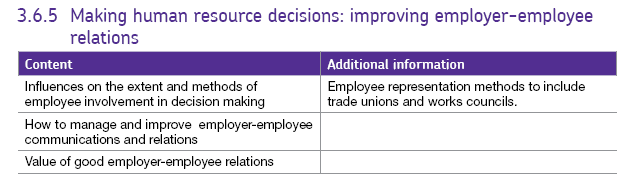 3.6.5 Making human resource decisions: improving employer–employee
relations
Content
Additional information
Influences on the extent and methods of
employee involvement in decision making
Employee representation methods to include
trade unions and works councils.
How to manage and improve employer-employee
communications and relations
Value of good employer-employee relations